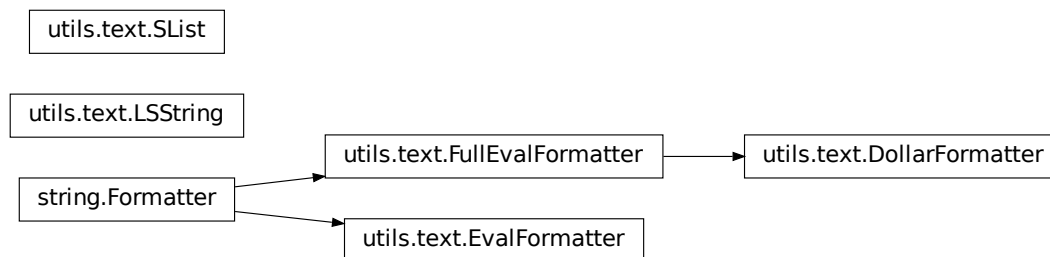 utils.text.SList
utils.text.LSString
utils.text.FullEvalFormatter
utils.text.DollarFormatter
string.Formatter
utils.text.EvalFormatter